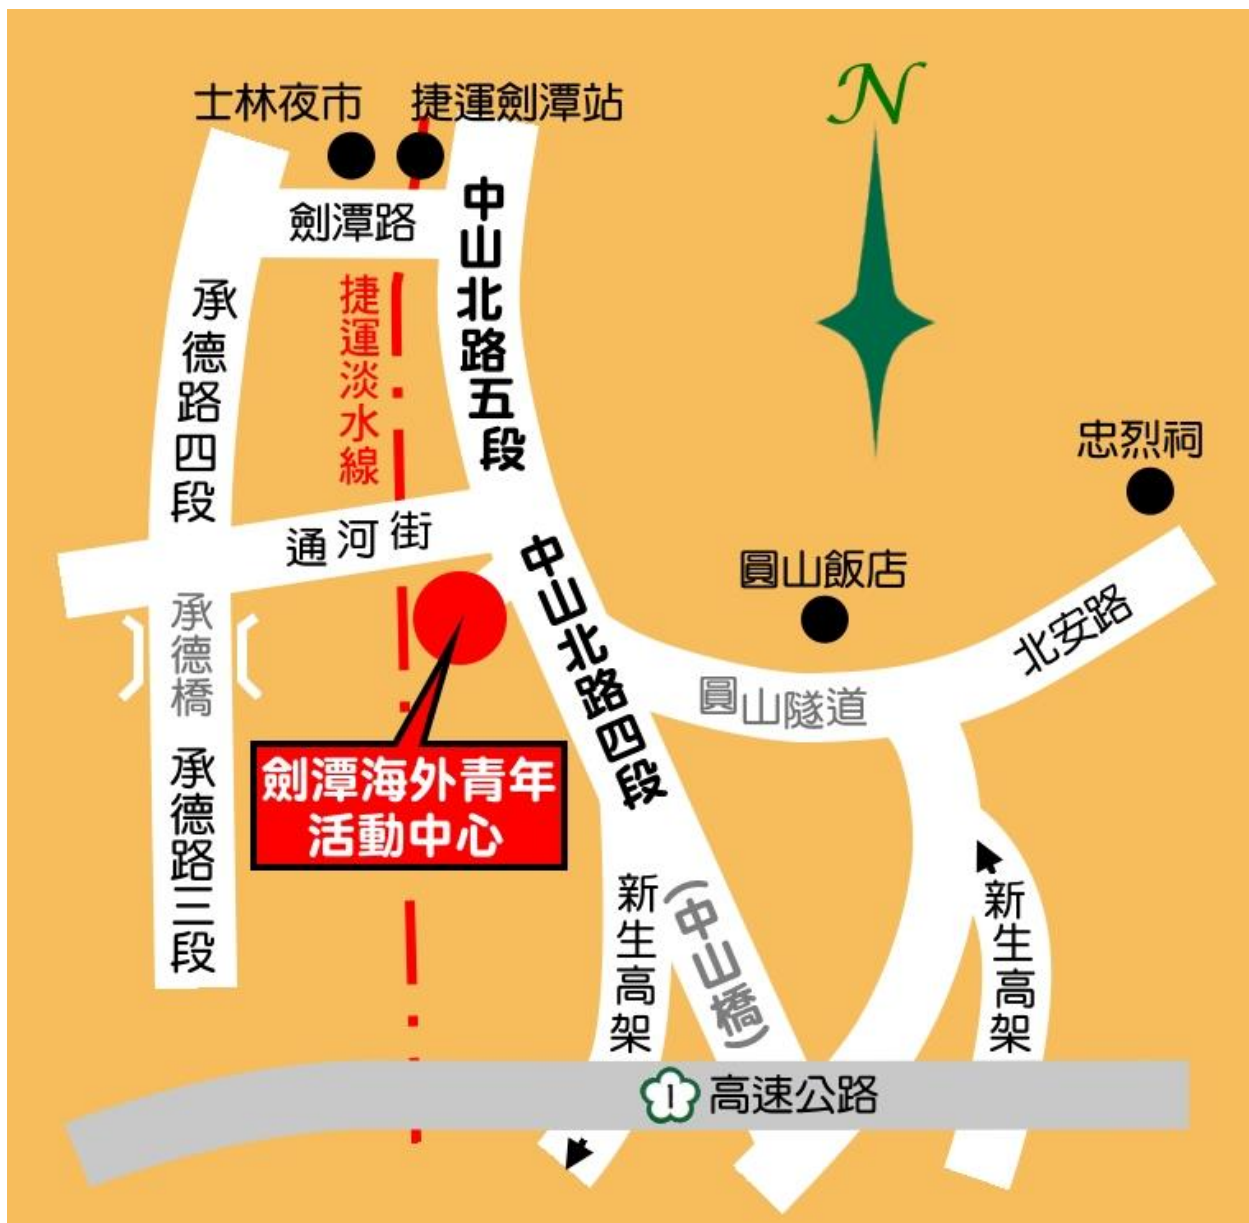 士林夜市
捷運劍潭站
N
劍潭路
中山北路五段
承德路四段
捷運淡水線
忠烈祠
通河街
圓山飯店
中山北路四段
北安路
承德橋
圓山隧道
承德路三段
劍潭海外青年
活動中心
新生高架
(中山橋)
新生高架
1
高速公路